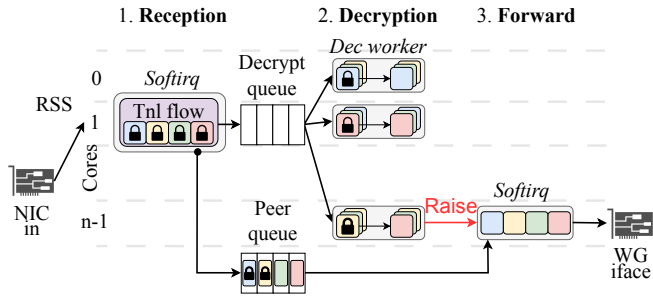 1. Reception
2. Decryption
3. Forward
Softirq
Decrypt
queue
Dec worker
0
RSS
Tnl flow
1
Cores
NIC
in
n-1
Peer
queue
Raise
Softirq
WG
iface